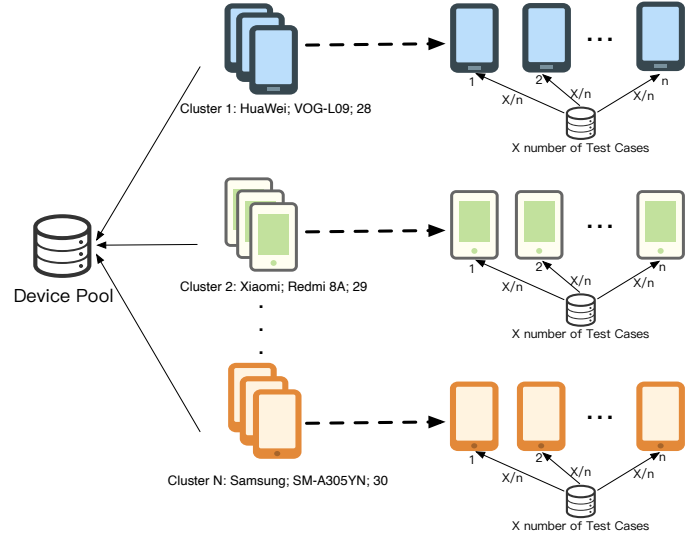 ...
1
2
n
X/n
X/n
X/n
Cluster 1: HuaWei; VOG-L09; 28
X number of Test Cases
Device Pool
...
1
2
n
X/n
X/n
X/n
Cluster 2: Xiaomi; Redmi 8A; 29
X number of Test Cases
.
.
.
...
1
2
n
X/n
X/n
X/n
Cluster N: Samsung; SM-A305YN; 30
X number of Test Cases